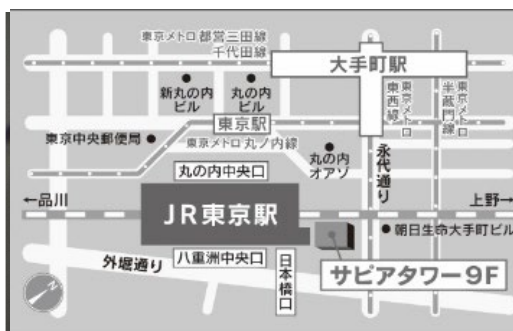 東京メトロ都営三田線
千代田線
大手町駅
新丸の内
ビル
丸の内
ビル
東京メトロ
東西線
東京メトロ
半蔵門線
東京駅
東京中央郵便局
東京メトロ丸ノ内線
丸の内
オアゾ
永代通り
丸の内中央口
←品川
上野→
JR東京駅
朝日生命大手町ビル
外堀通り
八重洲中央口
日本橋口
サピアタワー9F
N